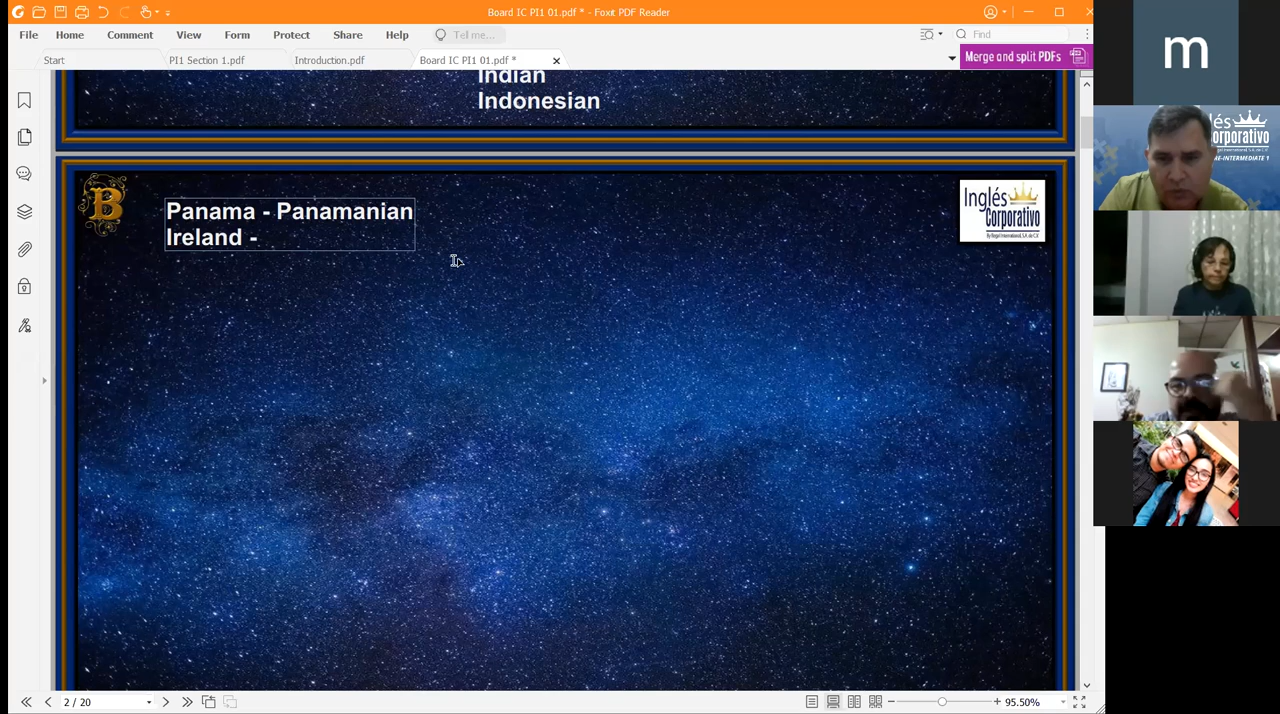 Board IC PI1 01.pdf * - Foxit PDF Reader
File Home Comment View Form Protect Share Help Tell me... Find
Start PI1 Section 1.pdf Introduction.pdf Board IC PI1 01.pdf * Merge and split PDFs
Indian
Indonesian
B
Panama - Panamanian
Ireland -
Inglés
Corporativo
m
lés
orporativo
2 / 20
95.50%